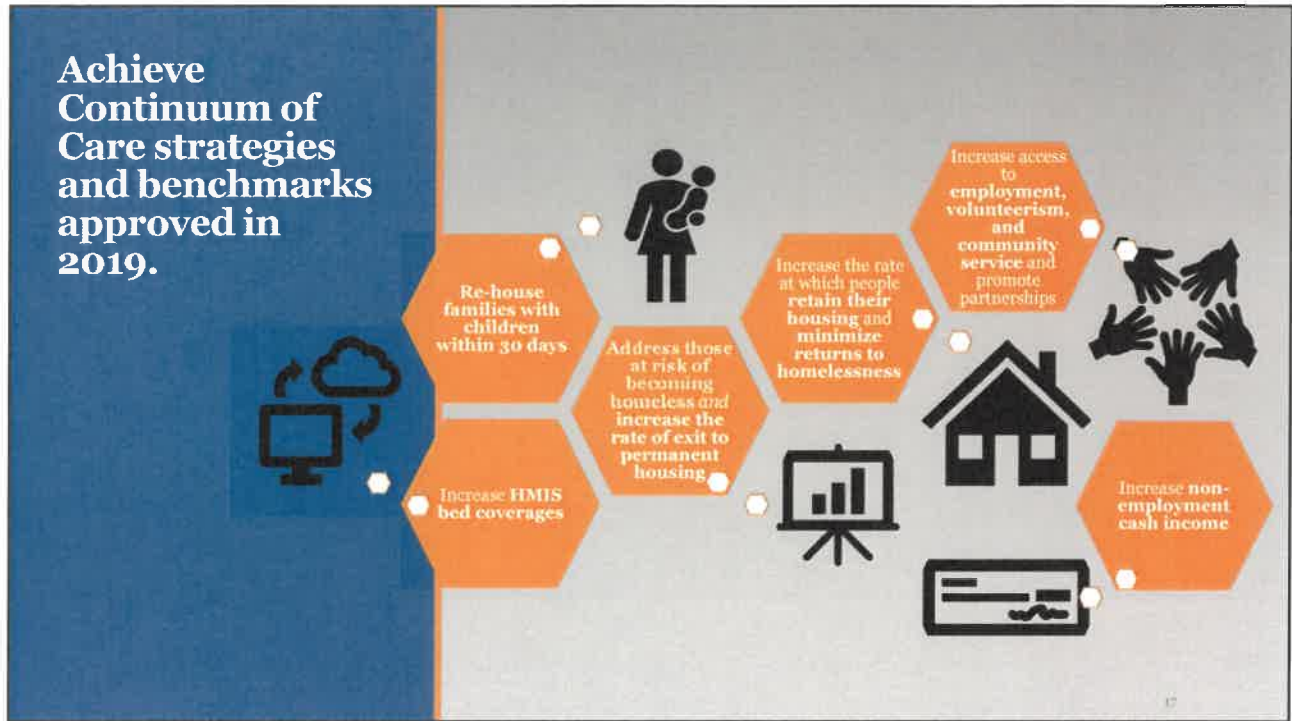 Achieve
Continuum of
Care strategies
and benchmarks
approved in
2019.
Re-house
families with
children
within 30 days
Increase HMIS
bed coverages
Address those
at risk of
becoming
homeless and
increase the
rate of exit to
permanent
housing
Increase the rate
at which people
retain their
housing and
minimize
returns to
homelessness
Increase access
to
employment,
volunteerism,
and
community
service and
promote
partnerships
Increase non-
employment
cash income
17